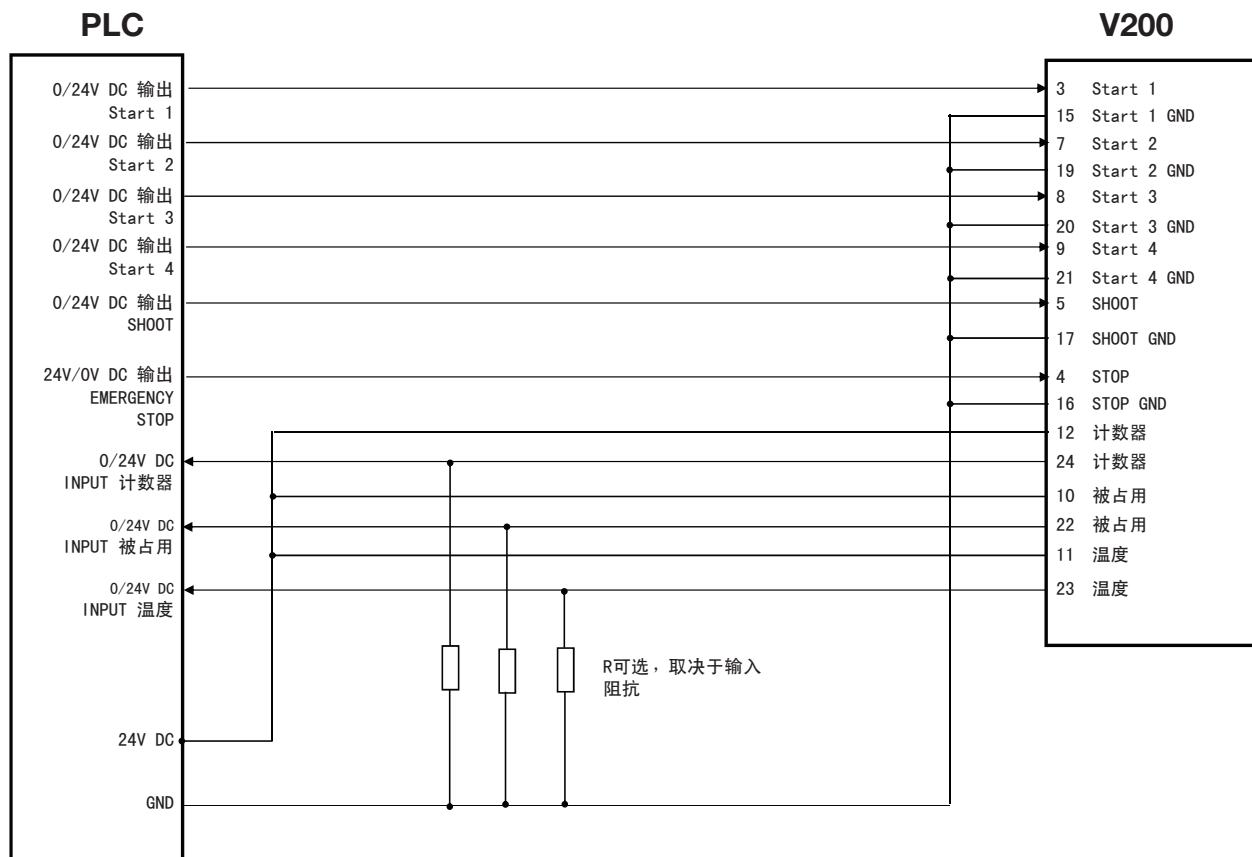 PLC
V200
0/24V DC 输出
Start 1
0/24V DC 输出
Start 2
0/24V DC 输出
Start 3
0/24V DC 输出
Start 4
0/24V DC 输出
SHOOT
24V/0V DC 输出
EMERGENCY
STOP
0/24V DC
INPUT 计数器
0/24V DC
INPUT 被占用
0/24V DC
INPUT 温度
24V DC
GND
R可选，取决于输入
阻抗
3 Start 1
15 Start 1 GND
7 Start 2
19 Start 2 GND
8 Start 3
20 Start 3 GND
9 Start 4
21 Start 4 GND
5 SHOOT
17 SHOOT GND
4 STOP
16 STOP GND
12 计数器
24 计数器
10 被占用
22 被占用
11 温度
23 温度